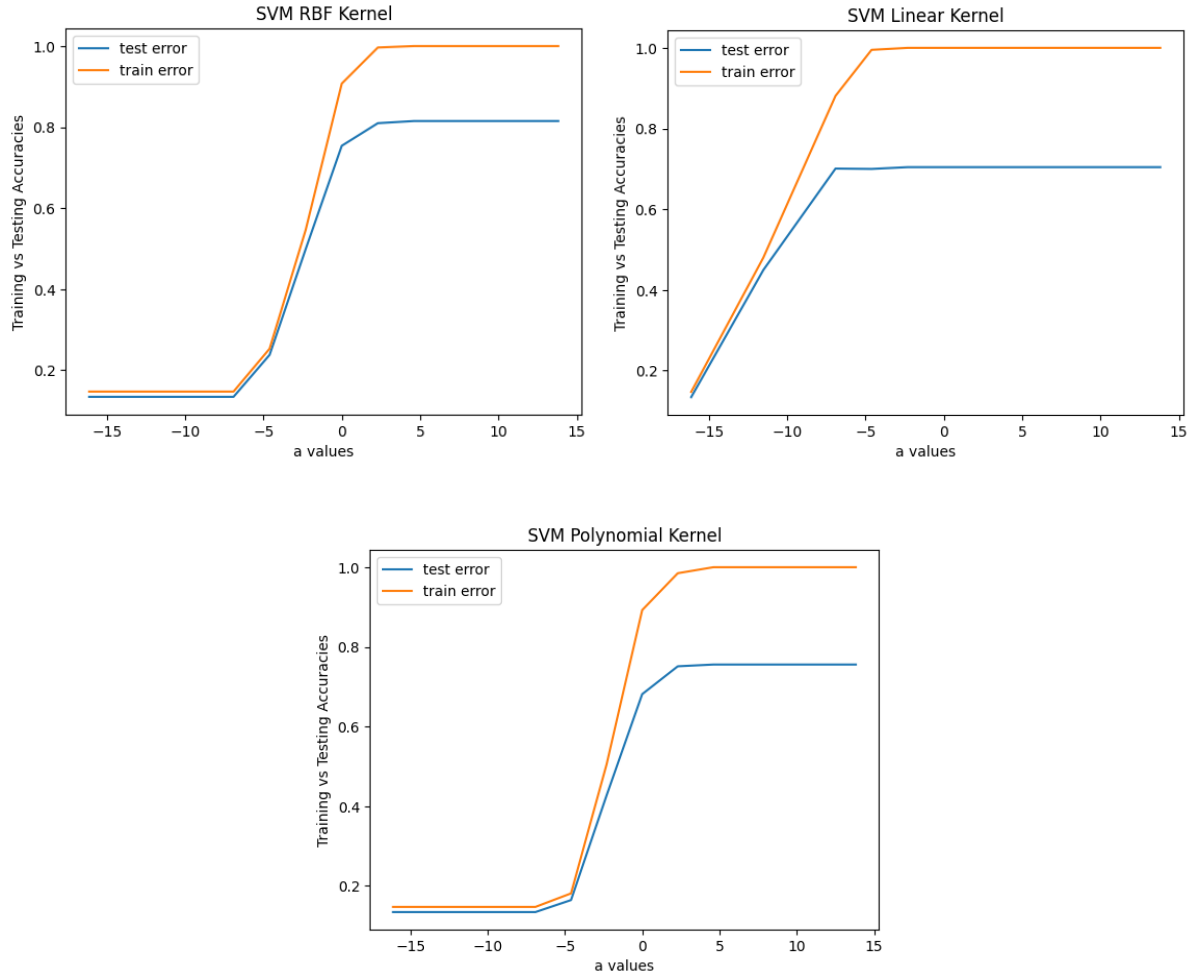 SVM RBF Kernel
test error
train error
Training vs Testing Accuracies
1.0
0.8
0.6
0.4
0.2
−15 −10 −5 0 5 10 15
a values
SVM Linear Kernel
test error
train error
Training vs Testing Accuracies
1.0
0.8
0.6
0.4
0.2
−15 −10 −5 0 5 10 15
a values
SVM Polynomial Kernel
test error
train error
Training vs Testing Accuracies
1.0
0.8
0.6
0.4
0.2
−15 −10 −5 0 5 10 15
a values